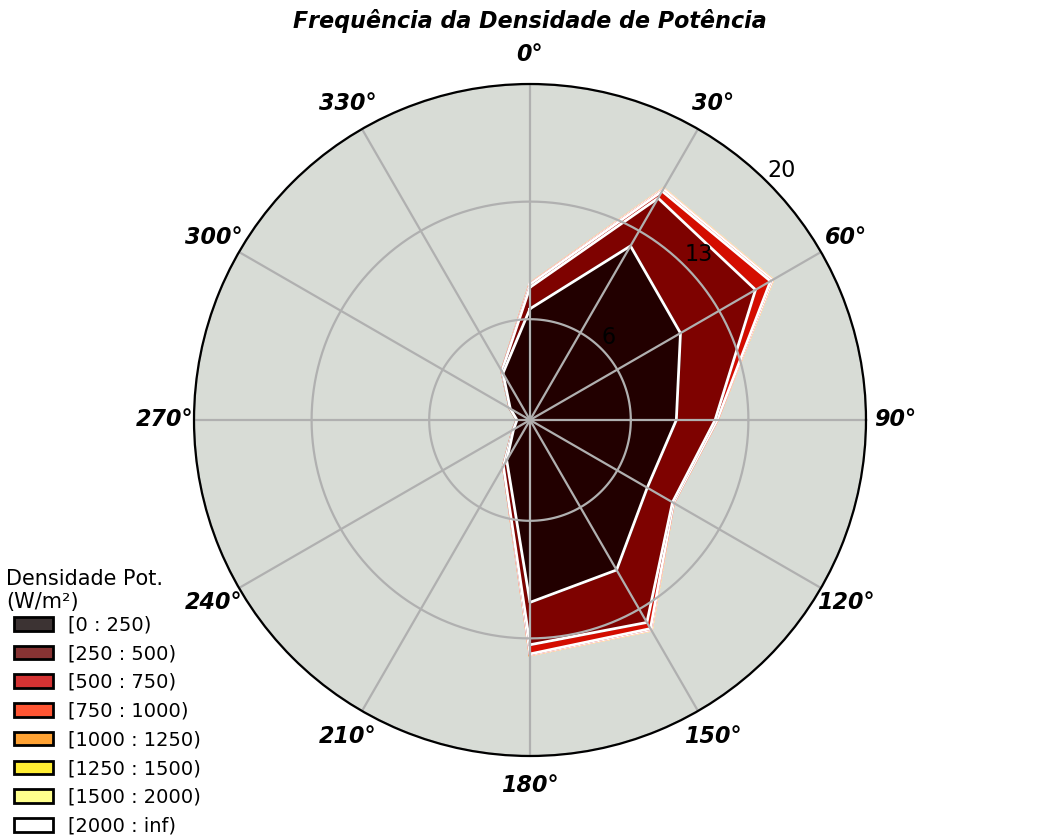 Frequência da Densidade de Potência
0°
330°
30°
20
300°
60°
13
6
270°
90°
240°
120°
210°
150°
180°
Densidade Pot.
(W/m²)
[0 : 250)
[250 : 500)
[500 : 750)
[750 : 1000)
[1000 : 1250)
[1250 : 1500)
[1500 : 2000)
[2000 : inf)